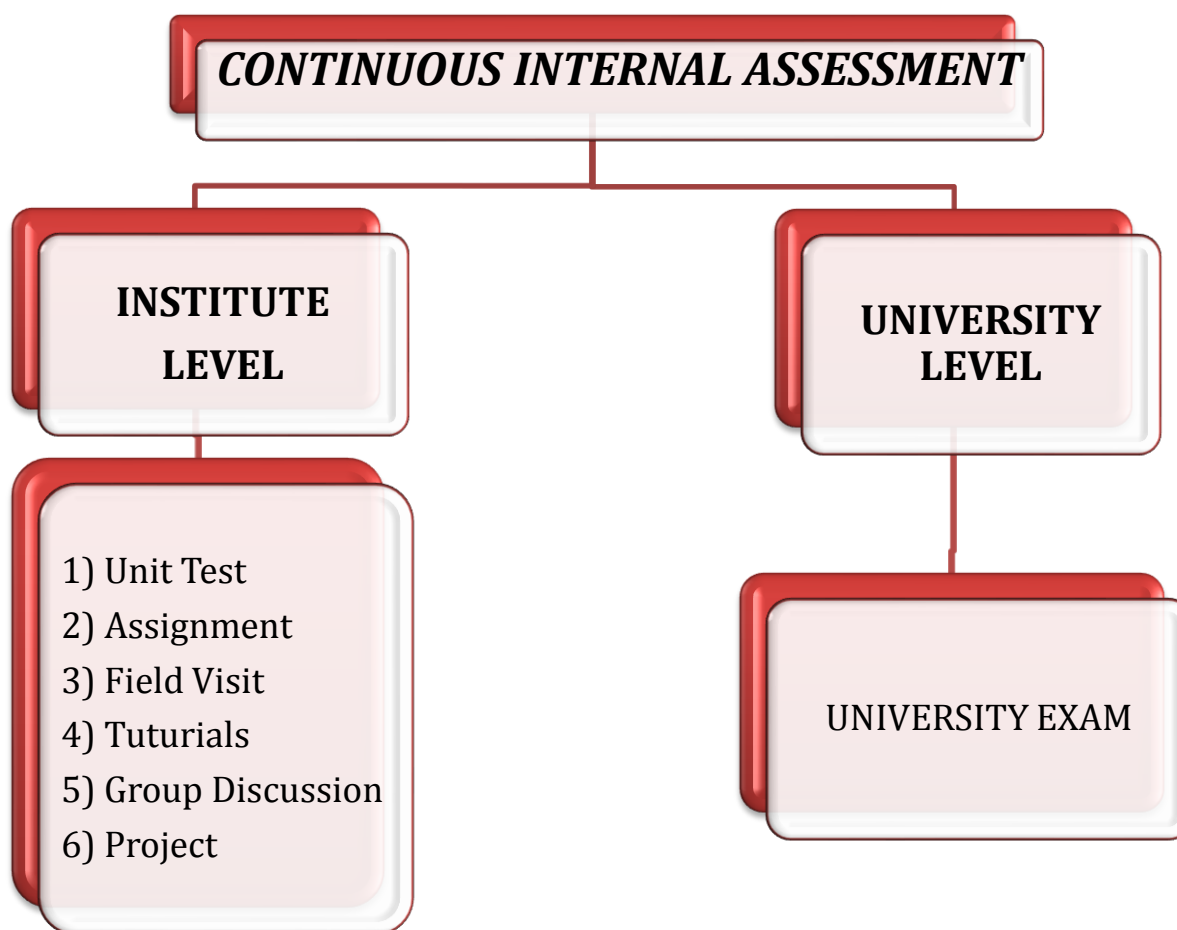 CONTINUOUS INTERNAL ASSESSMENT
INSTITUTE
LEVEL
UNIVERSITY
LEVEL
1) Unit Test
2) Assignment
3) Field Visit
4) Tuturials
5) Group Discussion
6) Project
UNIVERSITY EXAM